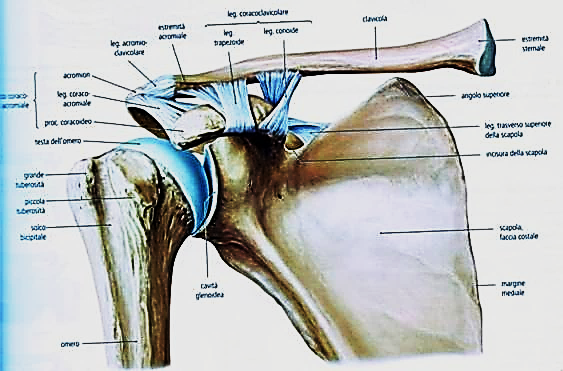 leg. coracoclavicolare
estremità
acromiale
leg. acromio-
clavicolare
leg.
trapezoide
leg. conoide
clavicola
estremità
sternale
acromion
leg. coraco-
acromiale
coraco-
acromiale
proc. coracoideo
testa dell'omero
angolo superiore
leg. trasverso superiore
della scapola
incisura della scapola
grande
tuberosità
piccola
tuberosità
solco
bicipitale
scapola,
faccia costale
cavità
glenoidea
margine
mediale
omero